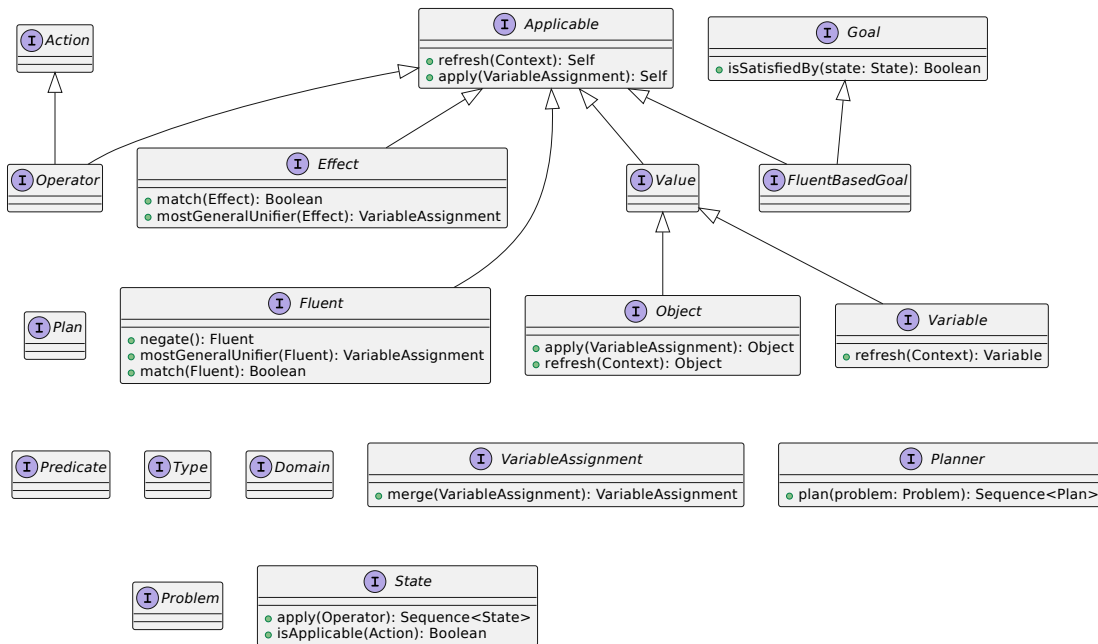 I Action
I Applicable
refresh(Context): Self
apply(VariableAssignment): Self
I Goal
isSatisfiedBy(state: State): Boolean
I Operator
I Effect
match(Effect): Boolean
mostGeneralUnifier(Effect): VariableAssignment
I Value
I FluentBasedGoal
I Plan
I Fluent
negate(): Fluent
mostGeneralUnifier(Fluent): VariableAssignment
match(Fluent): Boolean
I Object
apply(VariableAssignment): Object
refresh(Context): Object
I Variable
refresh(Context): Variable
I Predicate
I Type
I Domain
I VariableAssignment
merge(VariableAssignment): VariableAssignment
I Planner
plan(problem: Problem): Sequence<Plan>
I Problem
I State
apply(Operator): Sequence<State>
isApplicable(Action): Boolean